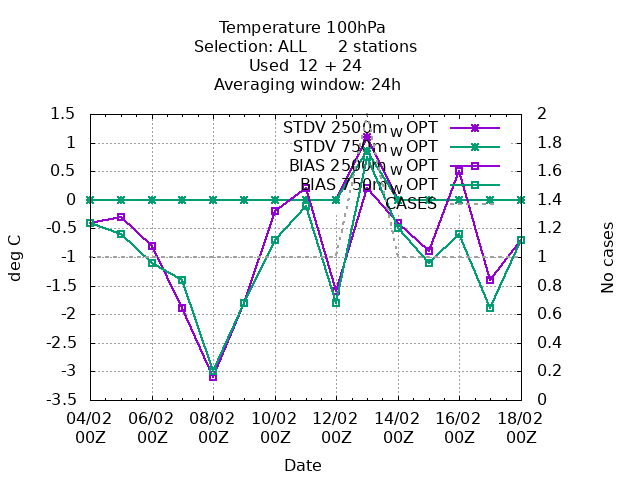 Temperature 100hPa
Selection: ALL 2 stations
Used 12 + 24
Averaging window: 24h
STDV 2500m_w OPT
STDV 750m_w OPT
BIAS 2500m_w OPT
BIAS 750m_w OPT
CASES
1.5
1
0.5
0
-0.5
-1
-1.5
-2
-2.5
-3
-3.5
2
1.8
1.6
1.4
1.2
1
0.8
0.6
0.4
0.2
0
deg C
No cases
04/02 06/02 08/02 10/02 12/02 14/02 16/02 18/02
00Z 00Z 00Z 00Z 00Z 00Z 00Z 00Z
Date